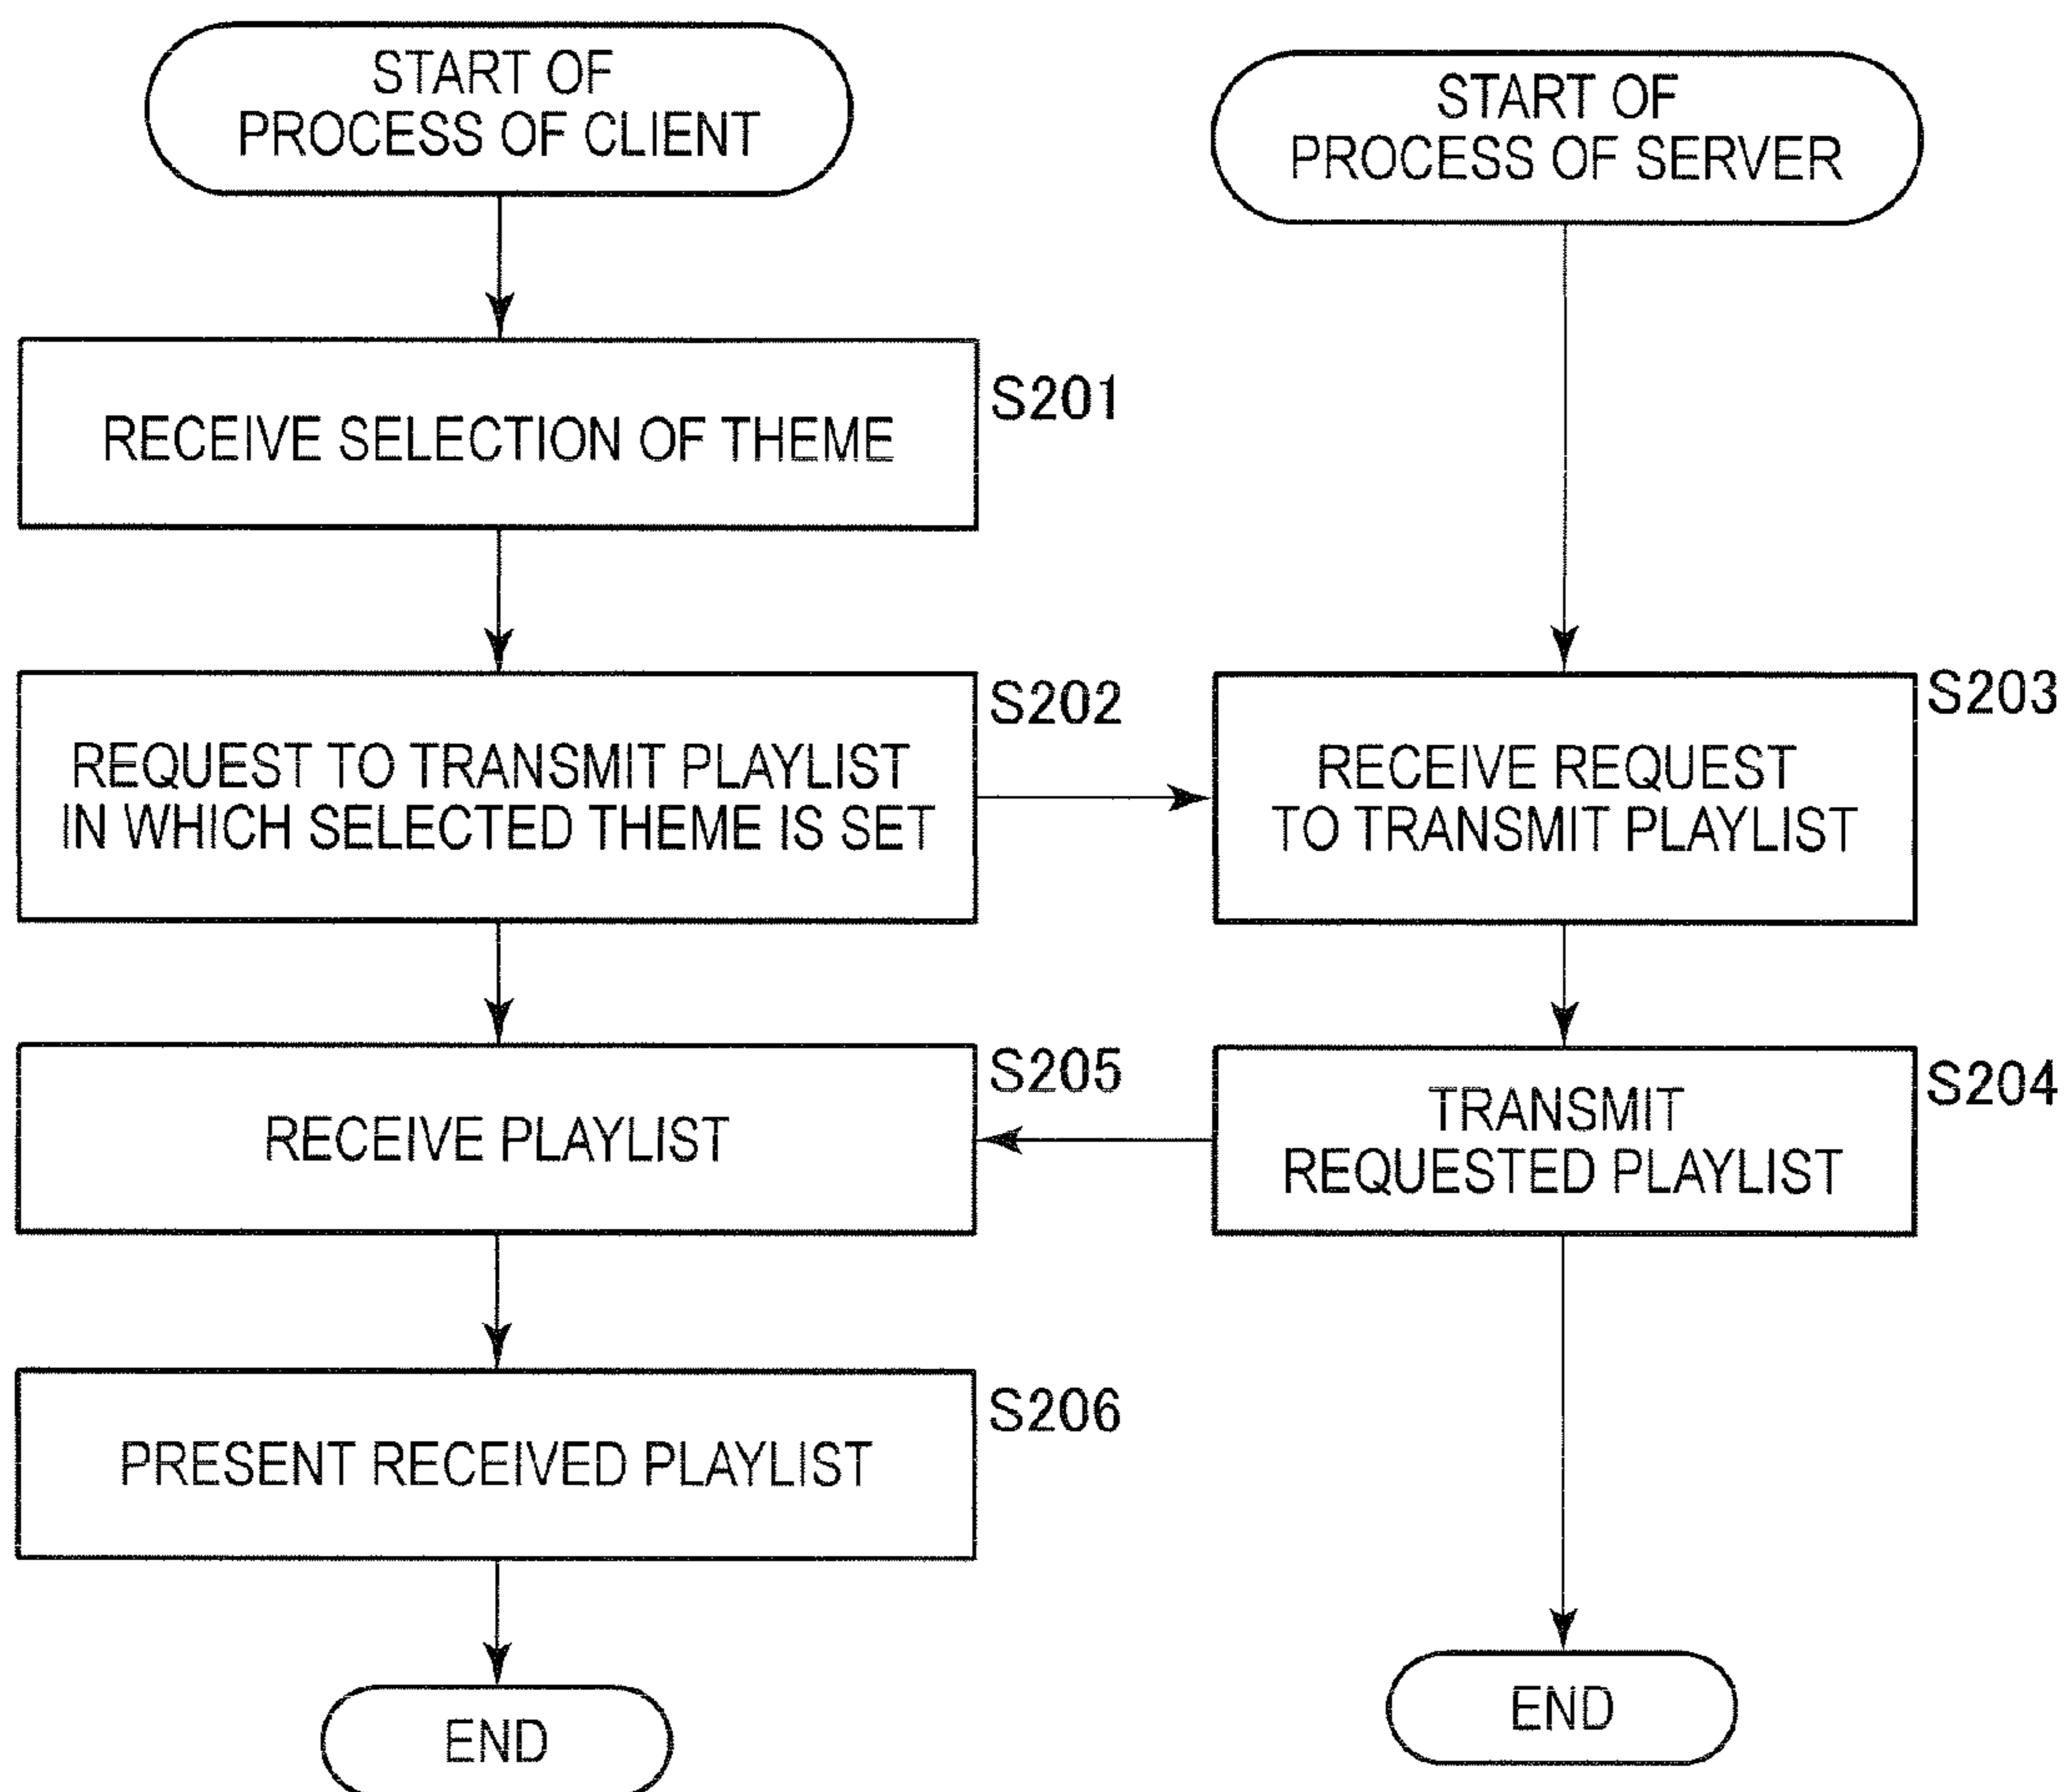 START OF
PROCESS OF CLIENT
START OF
PROCESS OF SERVER
RECEIVE SELECTION OF THEME
S201
REQUEST TO TRANSMIT PLAYLIST
IN WHICH SELECTED THEME IS SET
S202
RECEIVE REQUEST
TO TRANSMIT PLAYLIST
S203
RECEIVE PLAYLIST
S205
TRANSMIT
REQUESTED PLAYLIST
S204
PRESENT RECEIVED PLAYLIST
S206
END
END